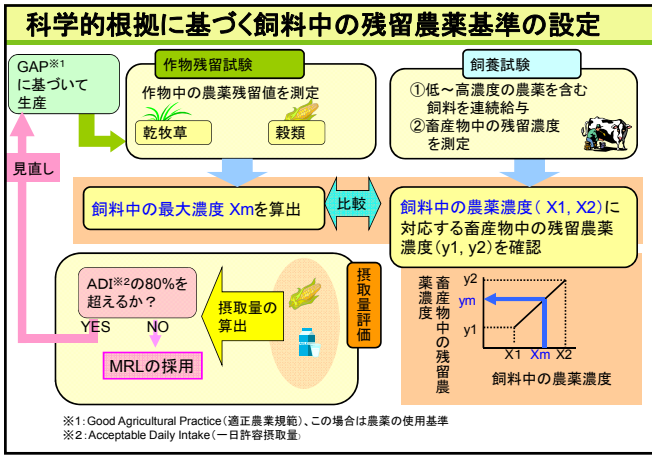 科学的根拠に基づく飼料中の残留農薬基準の設定
GAP※1
に基づいて
生産
作物残留試験
作物中の農薬残留値を測定
乾牧草
穀類
飼養試験
①低～高濃度の農薬を含む
飼料を連続給与
②畜産物中の残留濃度
を測定
見直し
飼料中の最大濃度 Xmを算出
比較
飼料中の農薬濃度( X1, X2)に
対応する畜産物中の残留農薬
濃度(y1, y2)を確認
ADI※2の80%を
超えるか？
YES
NO
MRLの採用
摂取量の
算出
摂取量評価
畜産物中の残留農
薬濃度
y2
ym
y1
X1
Xm
X2
飼料中の農薬濃度
※1：Good Agricultural Practice（適正農業規範）、この場合は農薬の使用基準
※2：Acceptable Daily Intake（一日許容摂取量）